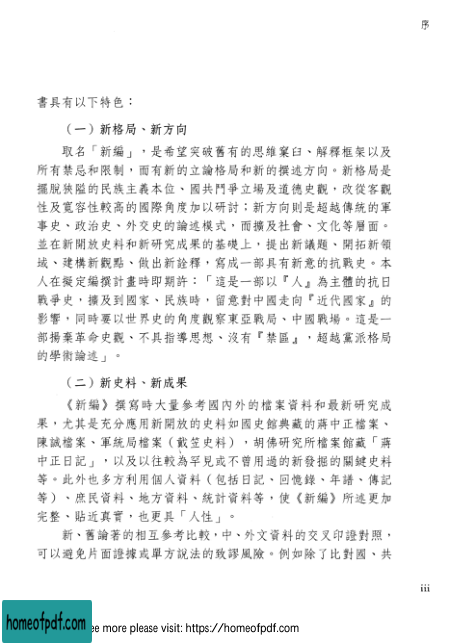 序
書具有以下特色：
（一）新格局、新方向
取名「新編」，是希望突破舊有的思維窠臼、解釋框架以及
所有禁忌和限制，而有新的立論格局和新的撰述方向。新格局是
擺脫狹隘的民族主義本位、國共鬥爭立場及道德史觀，改從客觀
性及寬容性較高的國際角度加以研討；新方向則是超越傳統的軍
事史、政治史、外交史的論述模式，而擴及社會、文化等層面。
並在新開放史料和新研究成果的基礎上，提出新議題、開拓新領
域、建構新觀點、做出新詮釋，寫成一部具有新意的抗戰史。本
人在擬定編撰計畫時即期許：「這是一部以『人』為主體的抗日
戰爭史，擴及到國家、民族時，留意對中國走向『近代國家』的
影響，同時要以世界史的角度觀察東亞戰局、中國戰場。這是一
部揚棄革命史觀、不具指導思想、沒有『禁區』，超越黨派格局
的學術論述」。
（二）新史料、新成果
《新編》撰寫時大量參考國內外的檔案資料和最新研究成
果，尤其是充分應用新開放的史料如國史館典藏的蔣中正檔案、
陳誠檔案、軍統局檔案（戴笠史料），胡佛研究所檔案館藏「蔣
中正日記」，以及以往較為罕見或不曾用過的新發掘的關鍵史料
等。此外也多方利用個人資料（包括日記、回憶錄、年譜、傳記
等）、庶民資料、地方資料、統計資料等，使《新編》所述更加
完整、貼近真實，也更具「人性」。
新、舊論著的相互參考比較，中、外文資料的交叉印證對照，
可以避免片面證據或單方說法的致謬風險。例如除了比對國、共
iii
homeofpdf.com
ee more please visit: https://homeofpdf.com